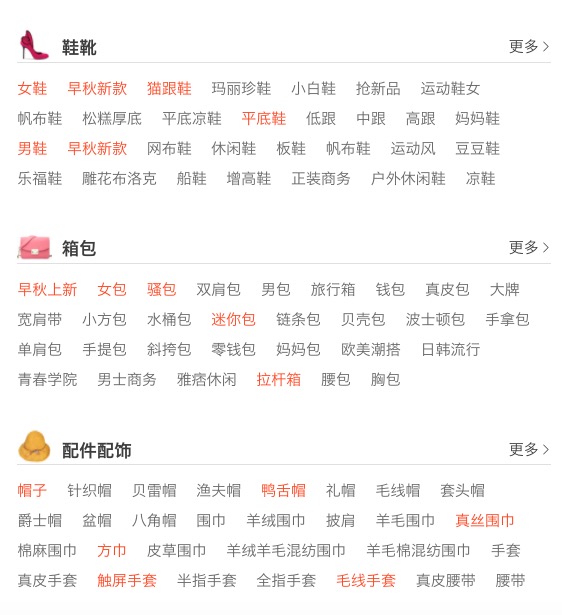 鞋靴 更多
女鞋 早秋新款 猫跟鞋 玛丽珍鞋 小白鞋 抢新品 运动鞋女
帆布鞋 松糕厚底 平底凉鞋 平底鞋 低跟 中跟 高跟 妈妈鞋
男鞋 早秋新款 网布鞋 休闲鞋 板鞋 帆布鞋 运动风 豆豆鞋
乐福鞋 雕花布洛克 船鞋 增高鞋 正装商务 户外休闲鞋 凉鞋
箱包 更多
早秋上新 女包 骚包 双肩包 男包 旅行箱 钱包 真皮包 大牌
宽肩带 小方包 水桶包 迷你包 链条包 贝壳包 波士顿包 手拿包
单肩包 手提包 斜挎包 零钱包 妈妈包 欧美潮搭 日韩流行
青春学院 男士商务 雅痞休闲 拉杆箱 腰包 胸包
配件配饰 更多
帽子 针织帽 贝雷帽 渔夫帽 鸭舌帽 礼帽 毛线帽 套头帽
爵士帽 盆帽 八角帽 围巾 羊绒围巾 披肩 羊毛围巾 真丝围巾
棉麻围巾 方巾 皮草围巾 羊绒羊毛混纺围巾 羊毛棉混纺围巾 手套
真皮手套 触屏手套 半指手套 全指手套 毛线手套 真皮腰带 腰带